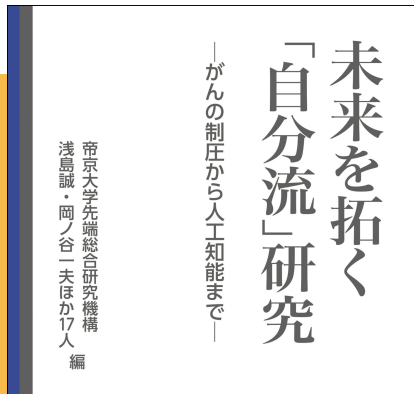 未来を拓く
「自分流」研究
―がんの制圧から人工知能まで―
帝京大学先端総合研究機構
浅島誠・岡ノ谷一夫ほか17人 編